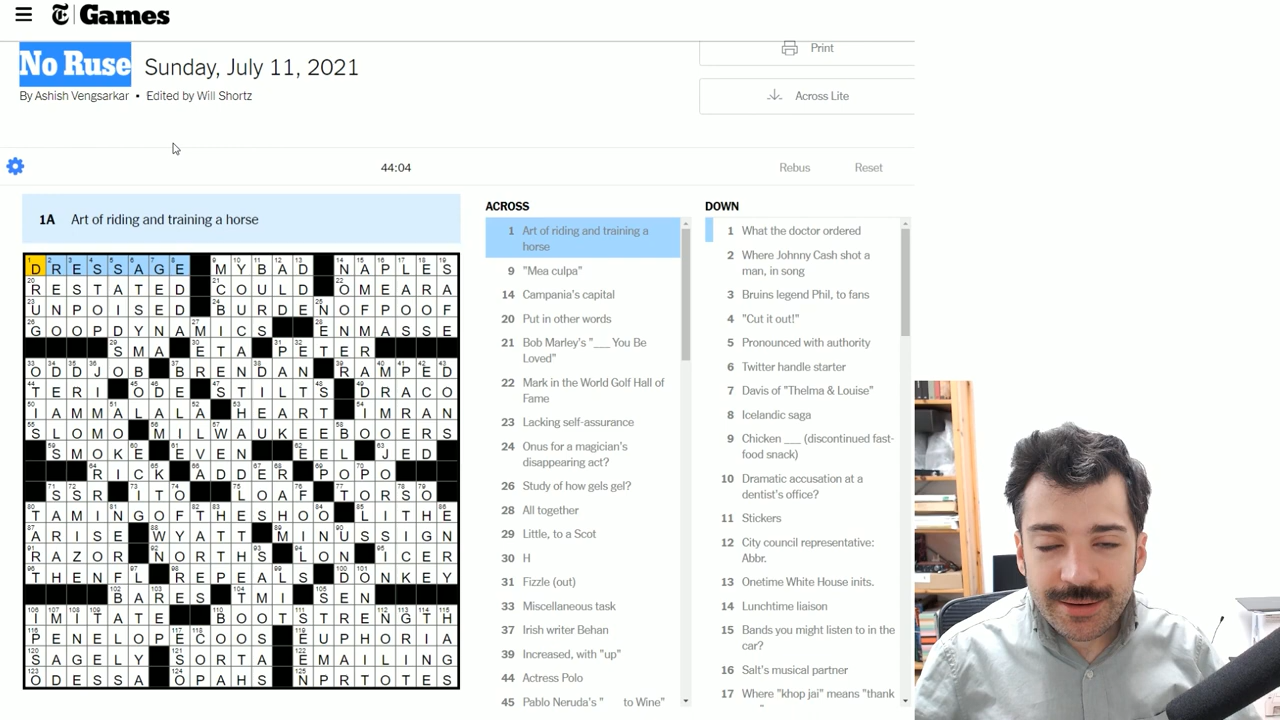 Games
No Ruse Sunday, July 11, 2021
By Ashish Vengsarkar • Edited by Will Shortz
Print
Across Lite
44:04
Rebus
Reset
1A Art of riding and training a horse
DRESSAGE MYBAD NAPLES
RESTATED COULD OMEARA
UNPOISED BURDENOFPOOF
GOOPDYNAMICS ENMASSE
SMA ETA PETER
ODDJOB BRENDAN RAMPED
TERI ODE STILTS DRACO
IAMMALALA HEART IMRAN
SLOMO MILWAUKEEBOOERS
SMOKE EVEN EEL JED
RICK ADDER POPO
SSR ITO LOAF TORSO
TAMINGOFTHESHOO LITHE
ARISE WYATT MINUSSIGN
RAZOR NORTHS LON ICER
THENFL REPEALS DONKEY
BARES TMI SEN
IMITATE BOOTSTRENGTH
PENELOPECOOS EUPHORIA
SAGELY SORTA EMAILING
ODESSA OPAHS NPRTOTES
ACROSS
1 Art of riding and training a
horse
9 "Mea culpa"
14 Campania's capital
20 Put in other words
21 Bob Marley's "___ You Be
Loved"
22 Mark in the World Golf Hall of
Fame
23 Lacking self-assurance
24 Onus for a magician's
disappearing act?
26 Study of how gels gel?
28 All together
29 Little, to a Scot
30 H
31 Fizzle (out)
33 Miscellaneous task
37 Irish writer Behan
39 Increased, with "up"
44 Actress Polo
45 Pablo Neruda's " to Wine"
DOWN
1 What the doctor ordered
2 Where Johnny Cash shot a
man, in song
3 Bruins legend Phil, to fans
4 "Cut it out!"
5 Pronounced with authority
6 Twitter handle starter
7 Davis of "Thelma & Louise"
8 Icelandic saga
9 Chicken ___ (discontinued fast-
food snack)
10 Dramatic accusation at a
dentist's office?
11 Stickers
12 City council representative:
Abbr.
13 Onetime White House inits.
14 Lunchtime liaison
15 Bands you might listen to in the
car?
16 Salt's musical partner
17 Where "khop jai" means "thank